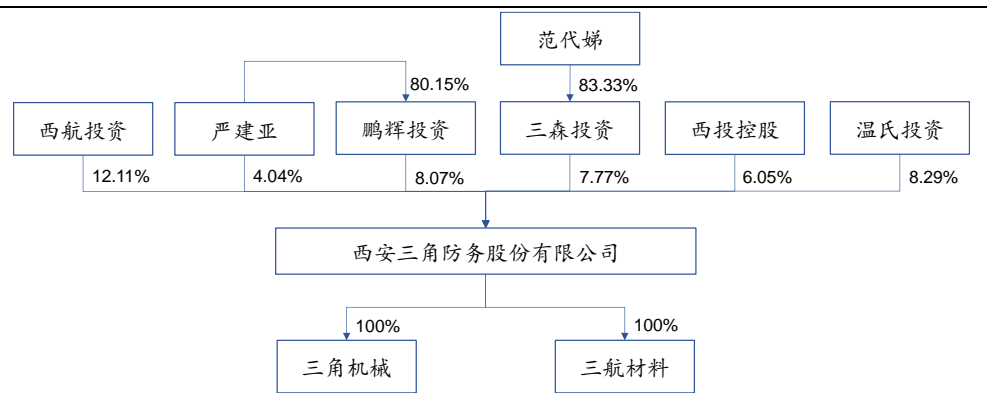 范代娣
80.15%
83.33%
西航投资
严建亚
鹏辉投资
三森投资
西投控股
温氏投资
12.11%
4.04%
8.07%
7.77%
6.05%
8.29%
西安三角防务股份有限公司
100%
100%
三角机械
三航材料